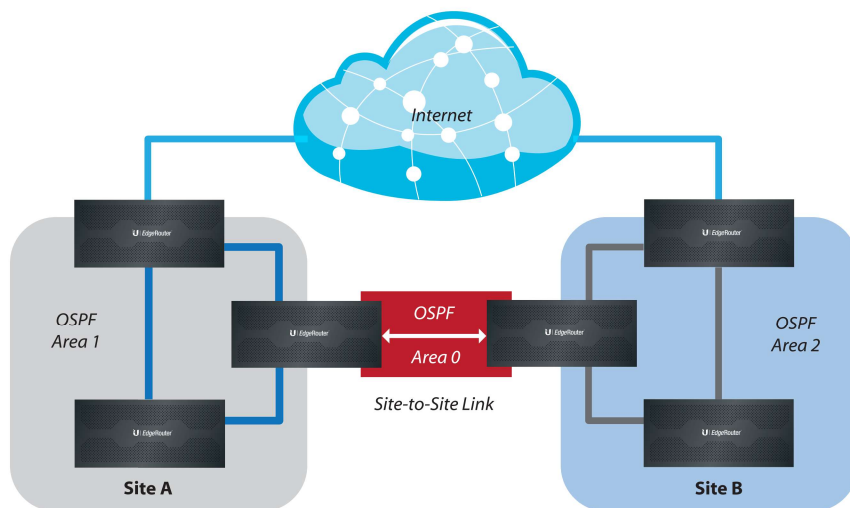 Internet
U | EdgeRouter
U | EdgeRouter
OSPF
Area 1
U | EdgeRouter
OSPF
Area 0
U | EdgeRouter
OSPF
Area 2
Site-to-Site Link
U | EdgeRouter
U | EdgeRouter
Site A
Site B